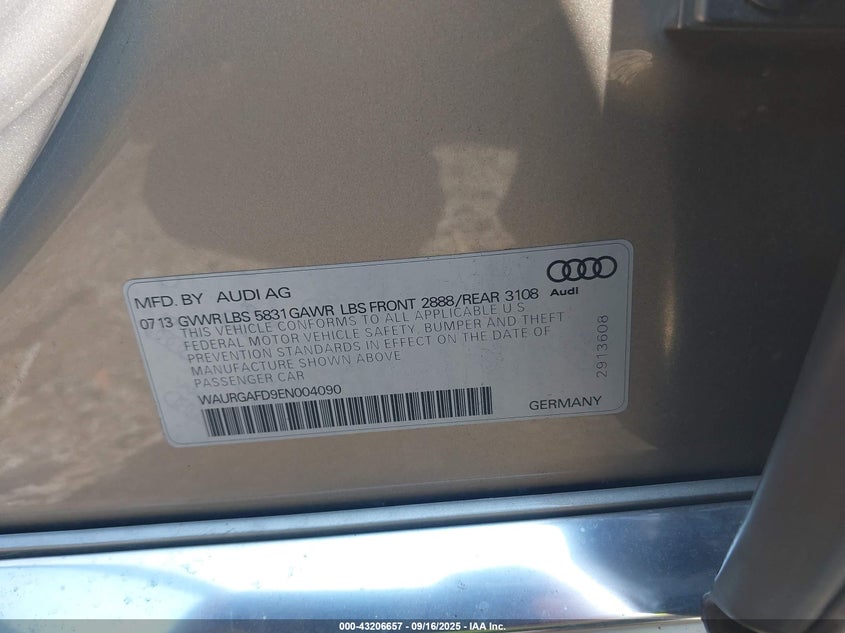 MFD. BY AUDI AG
07 13 GVWR LBS 5831 GAWR LBS FRONT 2888/REAR 3108
Audi
THIS VEHICLE CONFORMS TO ALL APPLICABLE U S
FEDERAL MOTOR VEHICLE SAFETY, BUMPER AND THEFT
PREVENTION STANDARDS IN EFFECT ON THE DATE OF
MANUFACTURE SHOWN ABOVE
PASSENGER CAR
WAURGAFD9EN004090
GERMANY
2913608
000-43206657 - 09/16/2025 - IAA Inc.